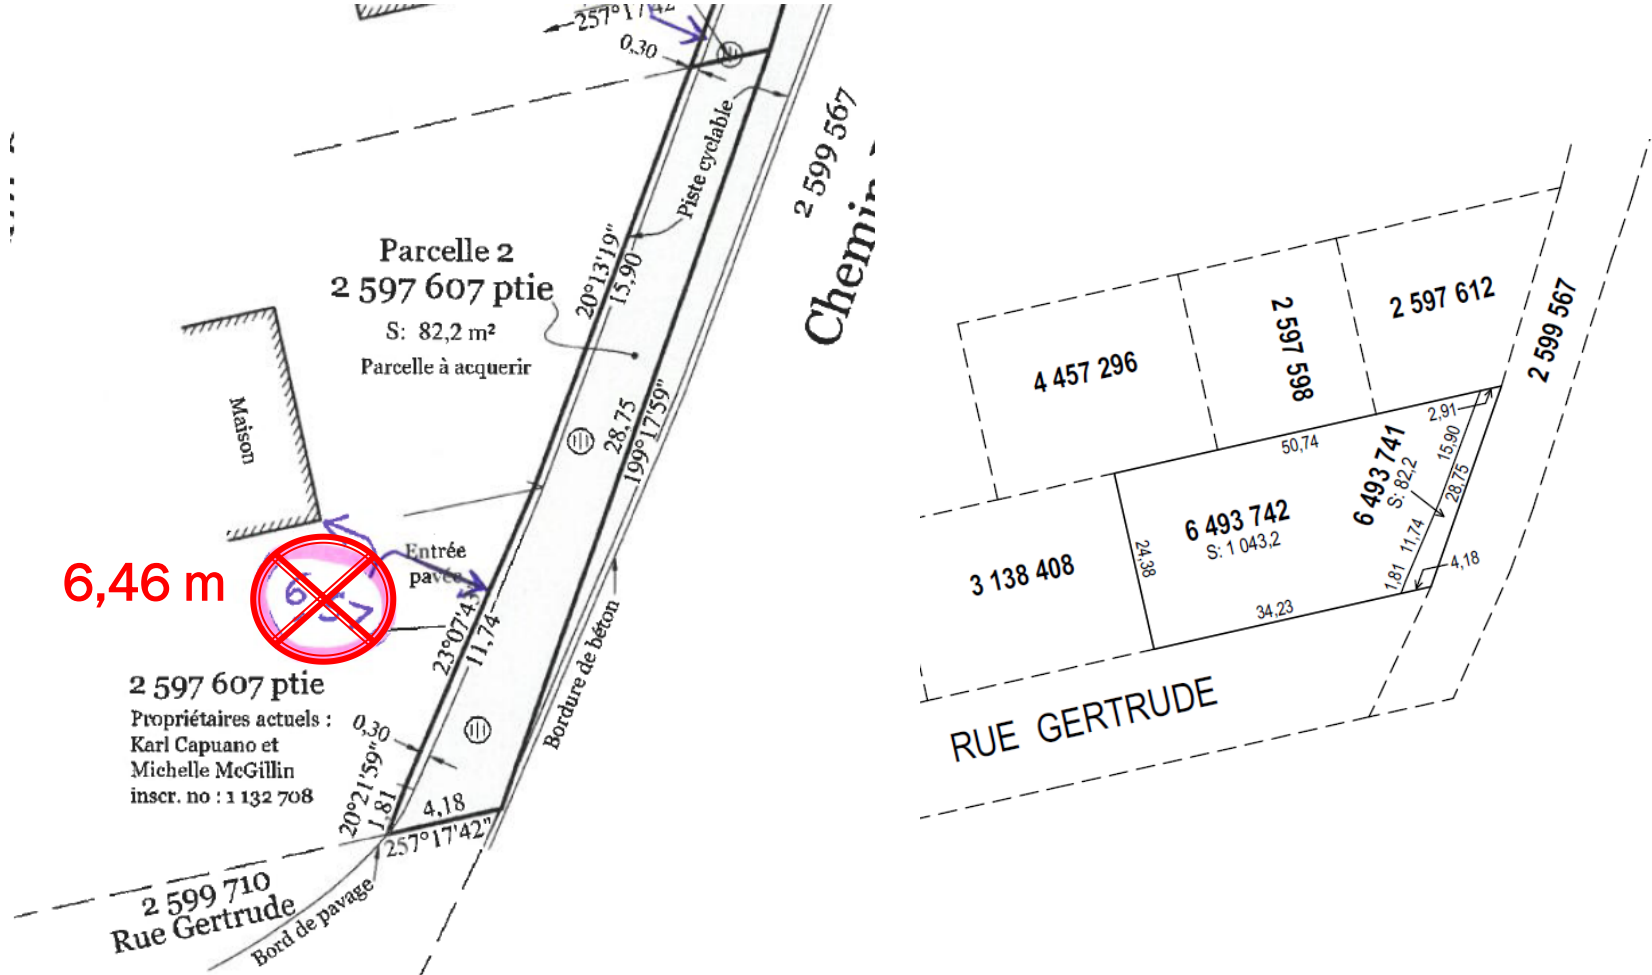 257°17'42"
0,30
Piste cyclable
2 599 567
Chemin
20°13'19"
15,90
Parcelle 2
2 597 607 ptie
S: 82,2 m²
Parcelle à acquerir
Maison
28,75
199°17'59"
Entrée
pavée
6,46 m
23°07'4
11,74
Bordure de béton
2 597 607 ptie
Propriétaires actuels :
Karl Capuano et
Michelle McGillin
inscr. no : 1 132 708
0,30
20°21'59"
1,81
4,18
257°17'42"
2 599 710
Rue Gertrude
Bord de pavage
2 597 612
2 599 567
2 597 598
4 457 296
2,91
15,90
50,74
6 493 741
S: 82,2
28,75
6 493 742
S: 1 043,2
11,74
24,38
3 138 408
4,18
1,81
34,23
RUE GERTRUDE